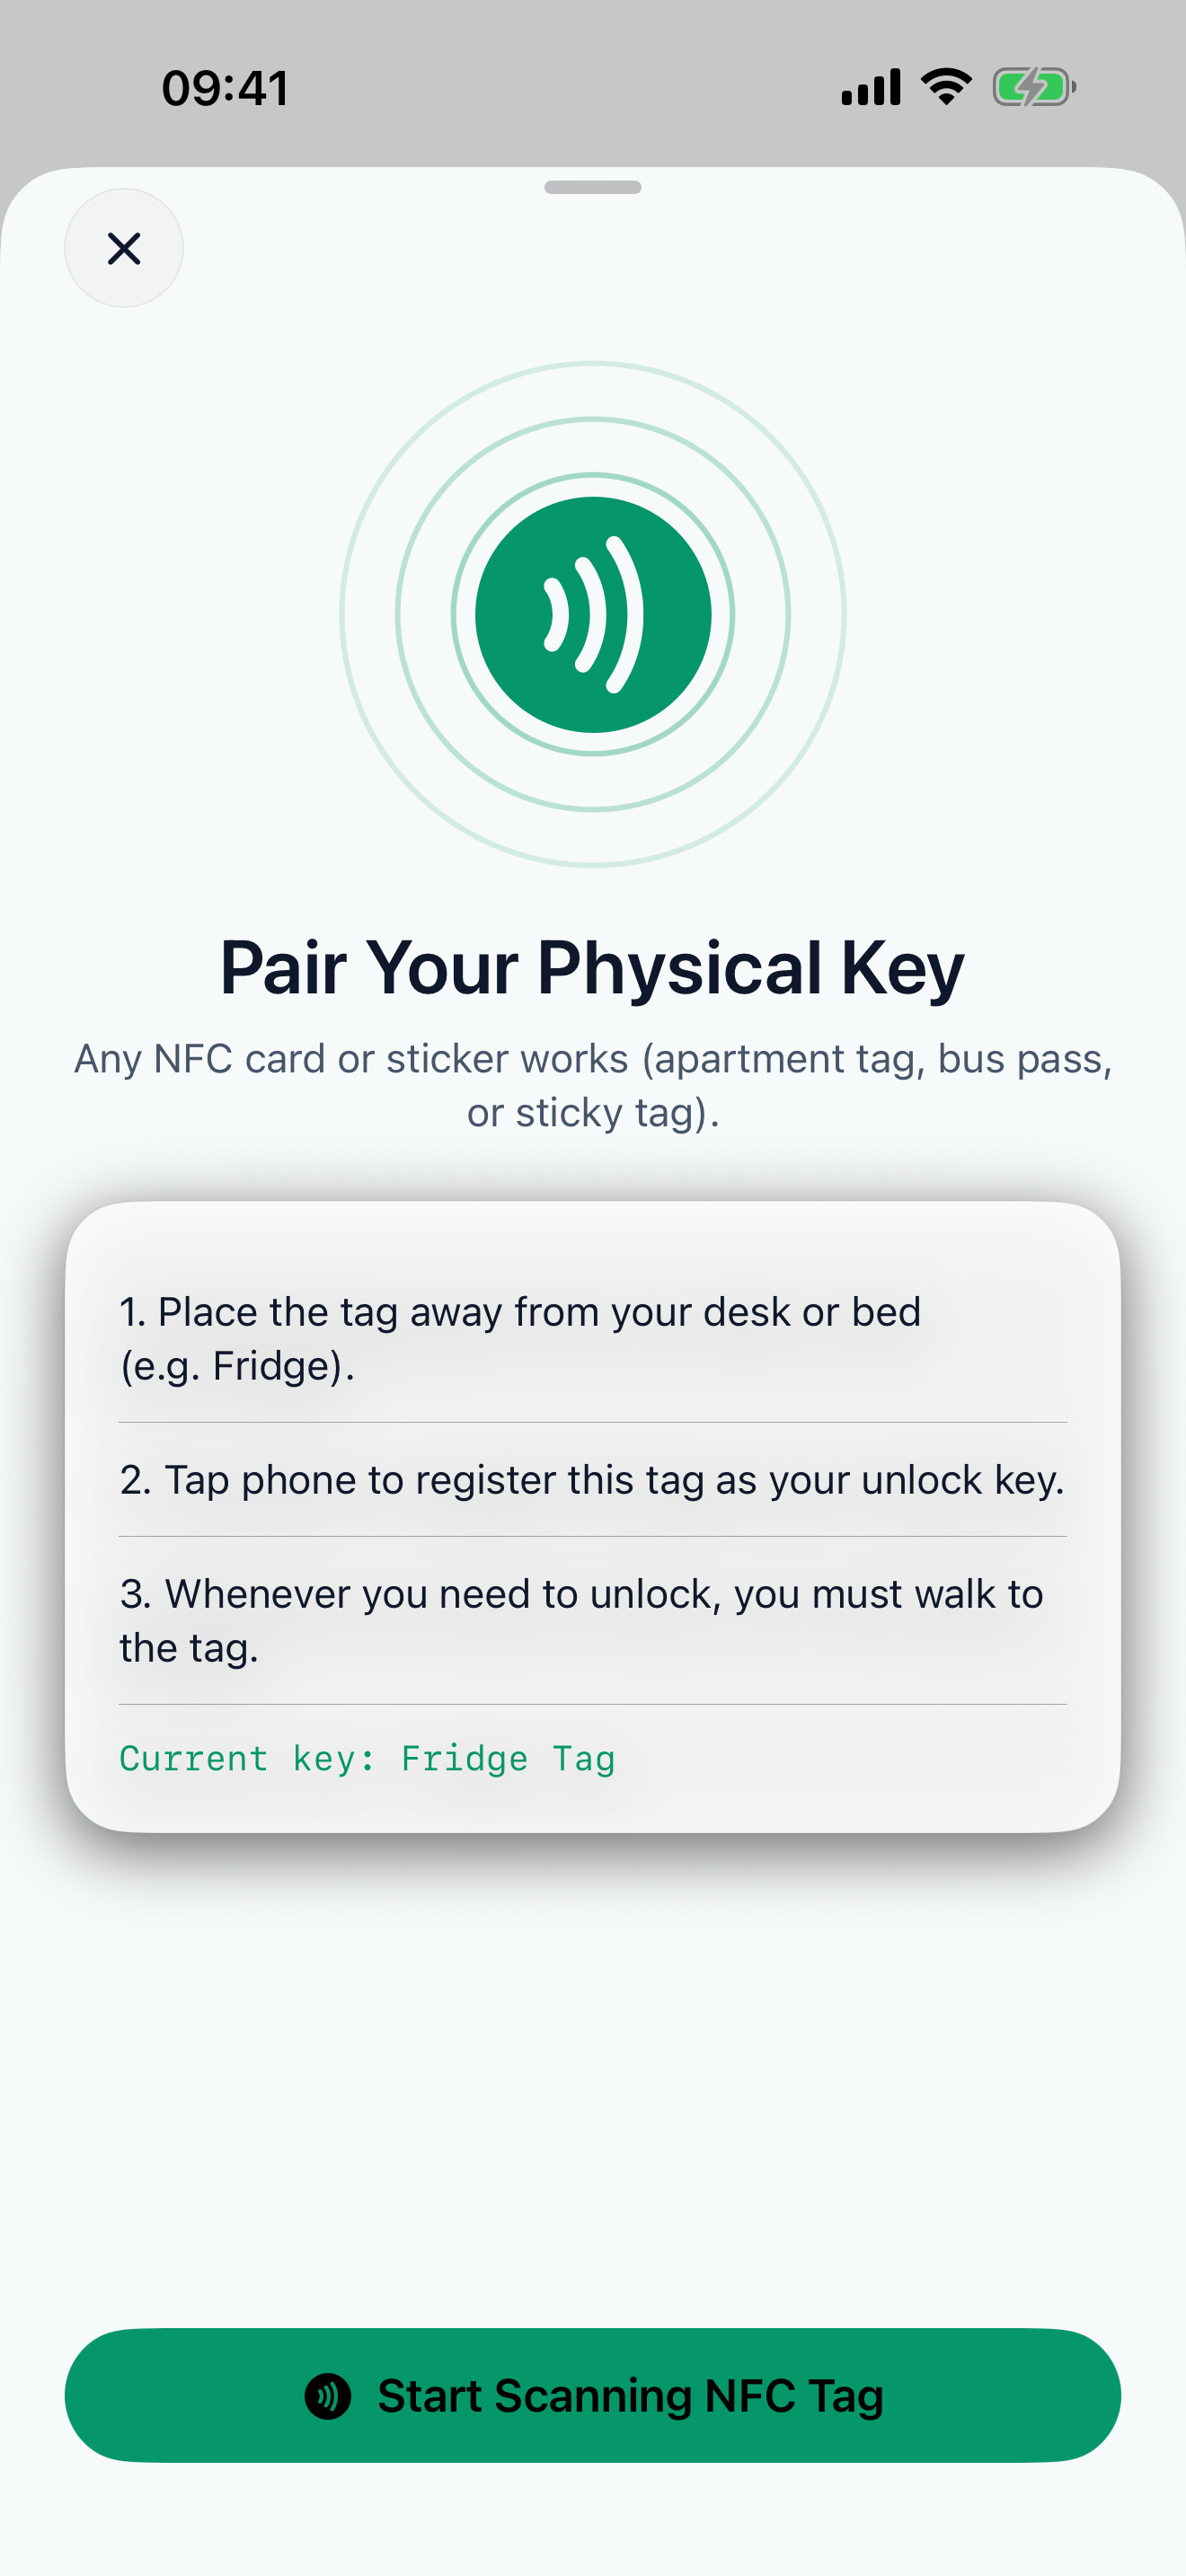 09:41
Pair Your Physical Key
Any NFC card or sticker works (apartment tag, bus pass,
or sticky tag).
1. Place the tag away from your desk or bed
(e.g. Fridge).
2. Tap phone to register this tag as your unlock key.
3. Whenever you need to unlock, you must walk to
the tag.
Current key: Fridge Tag
Start Scanning NFC Tag